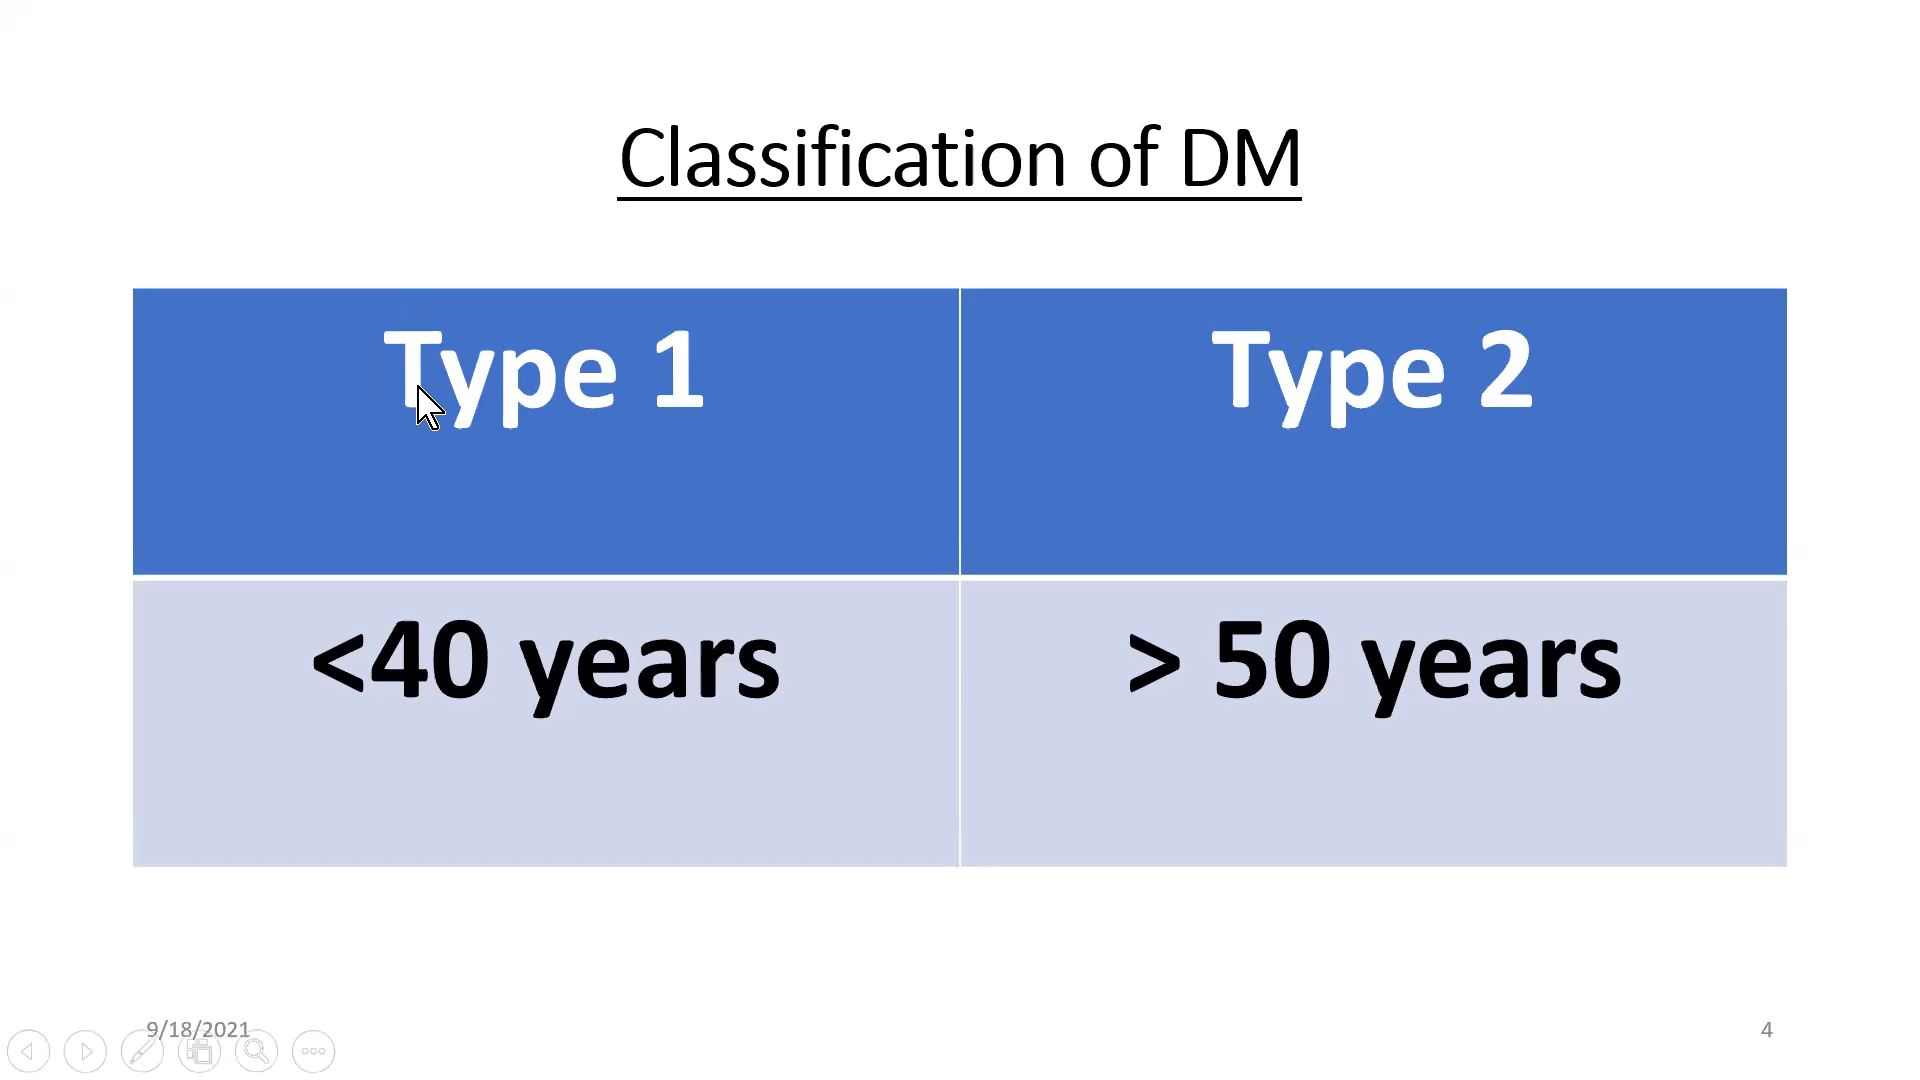 Classification of DM
Type 1
Type 2
<40 years
> 50 years
9/18/2021
4